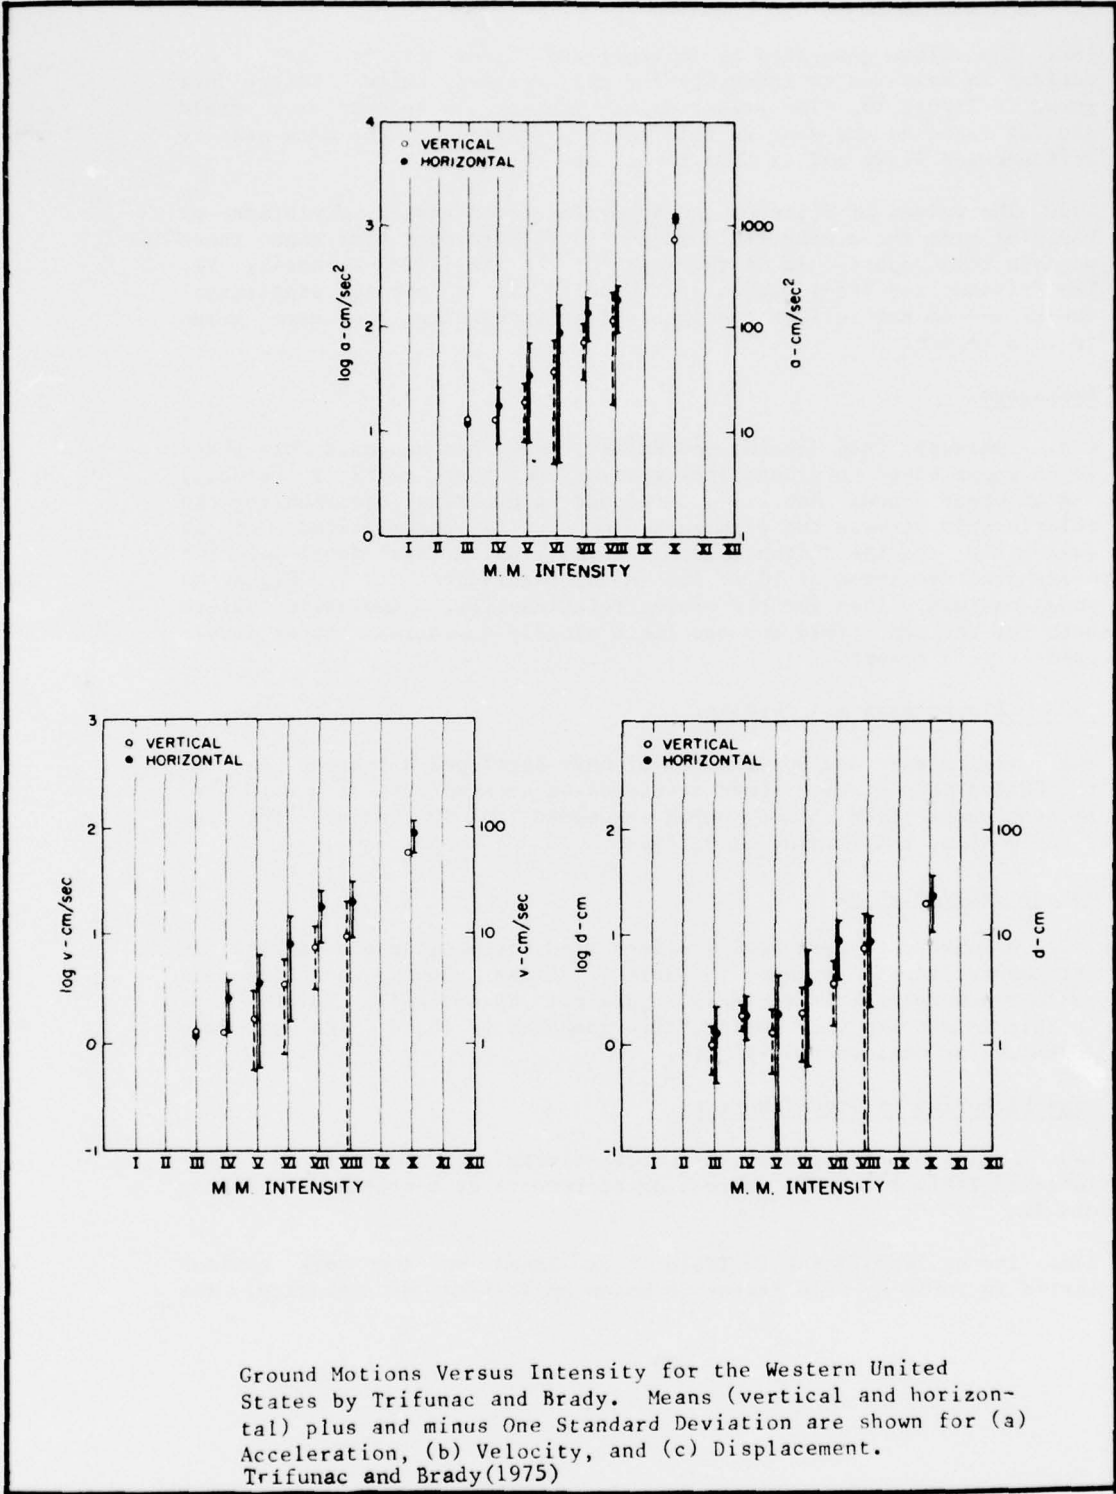 4
○ VERTICAL
● HORIZONTAL
3
1000
log a-cm/sec²
2
100
a-cm/sec²
1
10
0
1
I II III IV V VI VII VIII IX X XI XII
M.M. INTENSITY
3
○ VERTICAL
● HORIZONTAL
2
100
log v-cm/sec
1
10
v-cm/sec
0
1
-1
I II III IV V VI VII VIII IX X XI XII
M M. INTENSITY
○ VERTICAL
● HORIZONTAL
2
100
log d-cm
1
10
d-cm
0
1
-1
I II III IV V VI VII VIII IX X XI XII
M.M. INTENSITY
Ground Motions Versus Intensity for the Western United
States by Trifunac and Brady. Means (vertical and horizon-
tal) plus and minus One Standard Deviation are shown for (a)
Acceleration, (b) Velocity, and (c) Displacement.
Trifunac and Brady(1975)